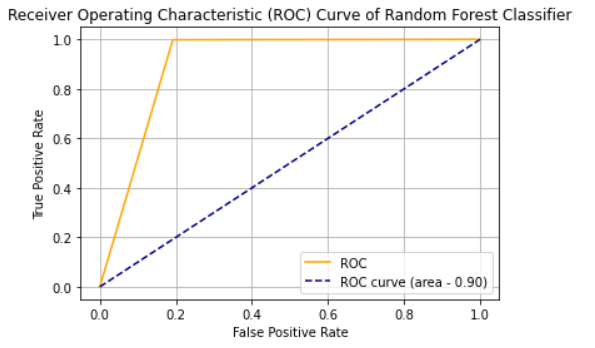 Receiver Operating Characteristic (ROC) Curve of Random Forest Classifier
1.0
0.8
0.6
0.4
0.2
0.0
True Positive Rate
ROC
ROC curve (area - 0.90)
0.0 0.2 0.4 0.6 0.8 1.0
False Positive Rate